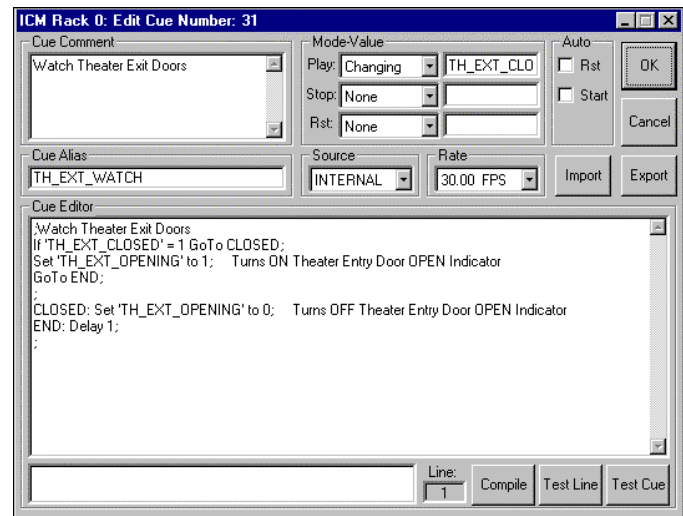 ICM Rack 0: Edit Cue Number: 31
Cue Comment
Watch Theater Exit Doors
Mode-Value
Play: Changing TH_EXT_CLO
Stop: None
Rst: None
Auto
Rst
Start
OK
Cancel
Cue Alias
TH_EXT_WATCH
Source
INTERNAL
Rate
30.00 FPS
Import
Export
Cue Editor
;Watch Theater Exit Doors
If 'TH_EXT_CLOSED' = 1 GoTo CLOSED;
Set 'TH_EXT_OPENING' to 1; Turns ON Theater Entry Door OPEN Indicator
GoTo END;
;
CLOSED: Set 'TH_EXT_OPENING' to 0; Turns OFF Theater Entry Door OPEN Indicator
END: Delay 1;
;
Line:
1
Compile
Test Line
Test Cue